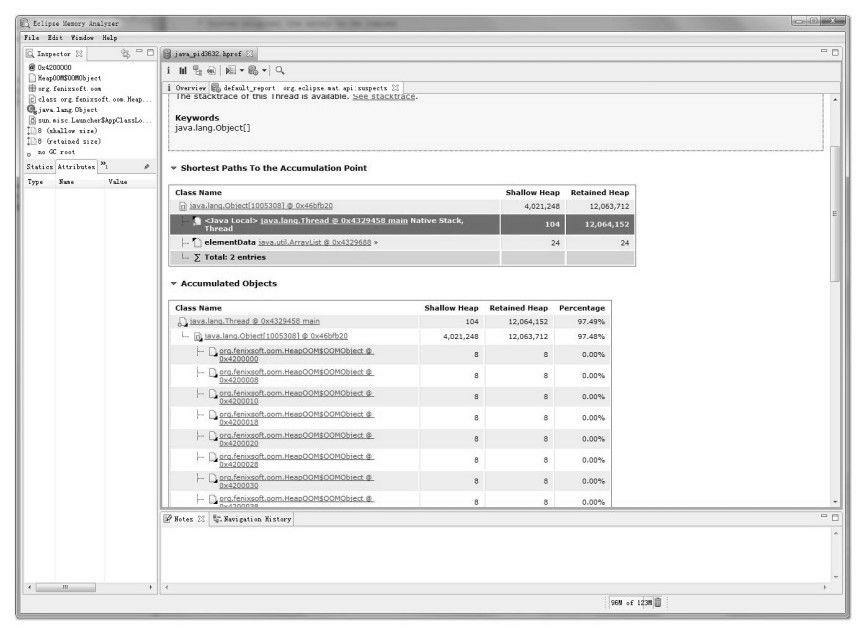 Eclipse Memory Analyzer
File Edit Window Help
Inspector
@ 0x4200000
HeapOOM$OOMObject
org.fenixsoft.oom
class org.fenixsoft.oom.Heap...
java.lang.Object
sun.misc.Launcher$AppClassLo...
8 (shallow size)
8 (retained size)
no GC root
Statics Attributes »1
Type Name Value
java_pid3632.hprof
i Overview default_report org.eclipse.mat.api:suspects
The stacktrace of this Thread is available. See stacktrace.
Keywords
java.lang.Object[]
Shortest Paths To the Accumulation Point
Class Name Shallow Heap Retained Heap
java.lang.Object[1005308] @ 0x46bfb20 4,021,248 12,063,712
<Java Local> java.lang.Thread @ 0x4329458 main Native Stack,
Thread 104 12,064,152
elementData java.util.ArrayList @ 0x4329688 » 24 24
∑ Total: 2 entries
Accumulated Objects
Class Name Shallow Heap Retained Heap Percentage
java.lang.Thread @ 0x4329458 main 104 12,064,152 97.49%
java.lang.Object[1005308] @ 0x46bfb20 4,021,248 12,063,712 97.48%
org.fenixsoft.oom.HeapOOM$OOMObject @
0x4200000 8 8 0.00%
org.fenixsoft.oom.HeapOOM$OOMObject @
0x4200008 8 8 0.00%
org.fenixsoft.oom.HeapOOM$OOMObject @
0x4200010 8 8 0.00%
org.fenixsoft.oom.HeapOOM$OOMObject @
0x4200018 8 8 0.00%
org.fenixsoft.oom.HeapOOM$OOMObject @
0x4200020 8 8 0.00%
org.fenixsoft.oom.HeapOOM$OOMObject @
0x4200028 8 8 0.00%
org.fenixsoft.oom.HeapOOM$OOMObject @
0x4200030 8 8 0.00%
org.fenixsoft.oom.HeapOOM$OOMObject @
0x4200038 8 8 0.00%
Notes Navigation History
96M of 123M